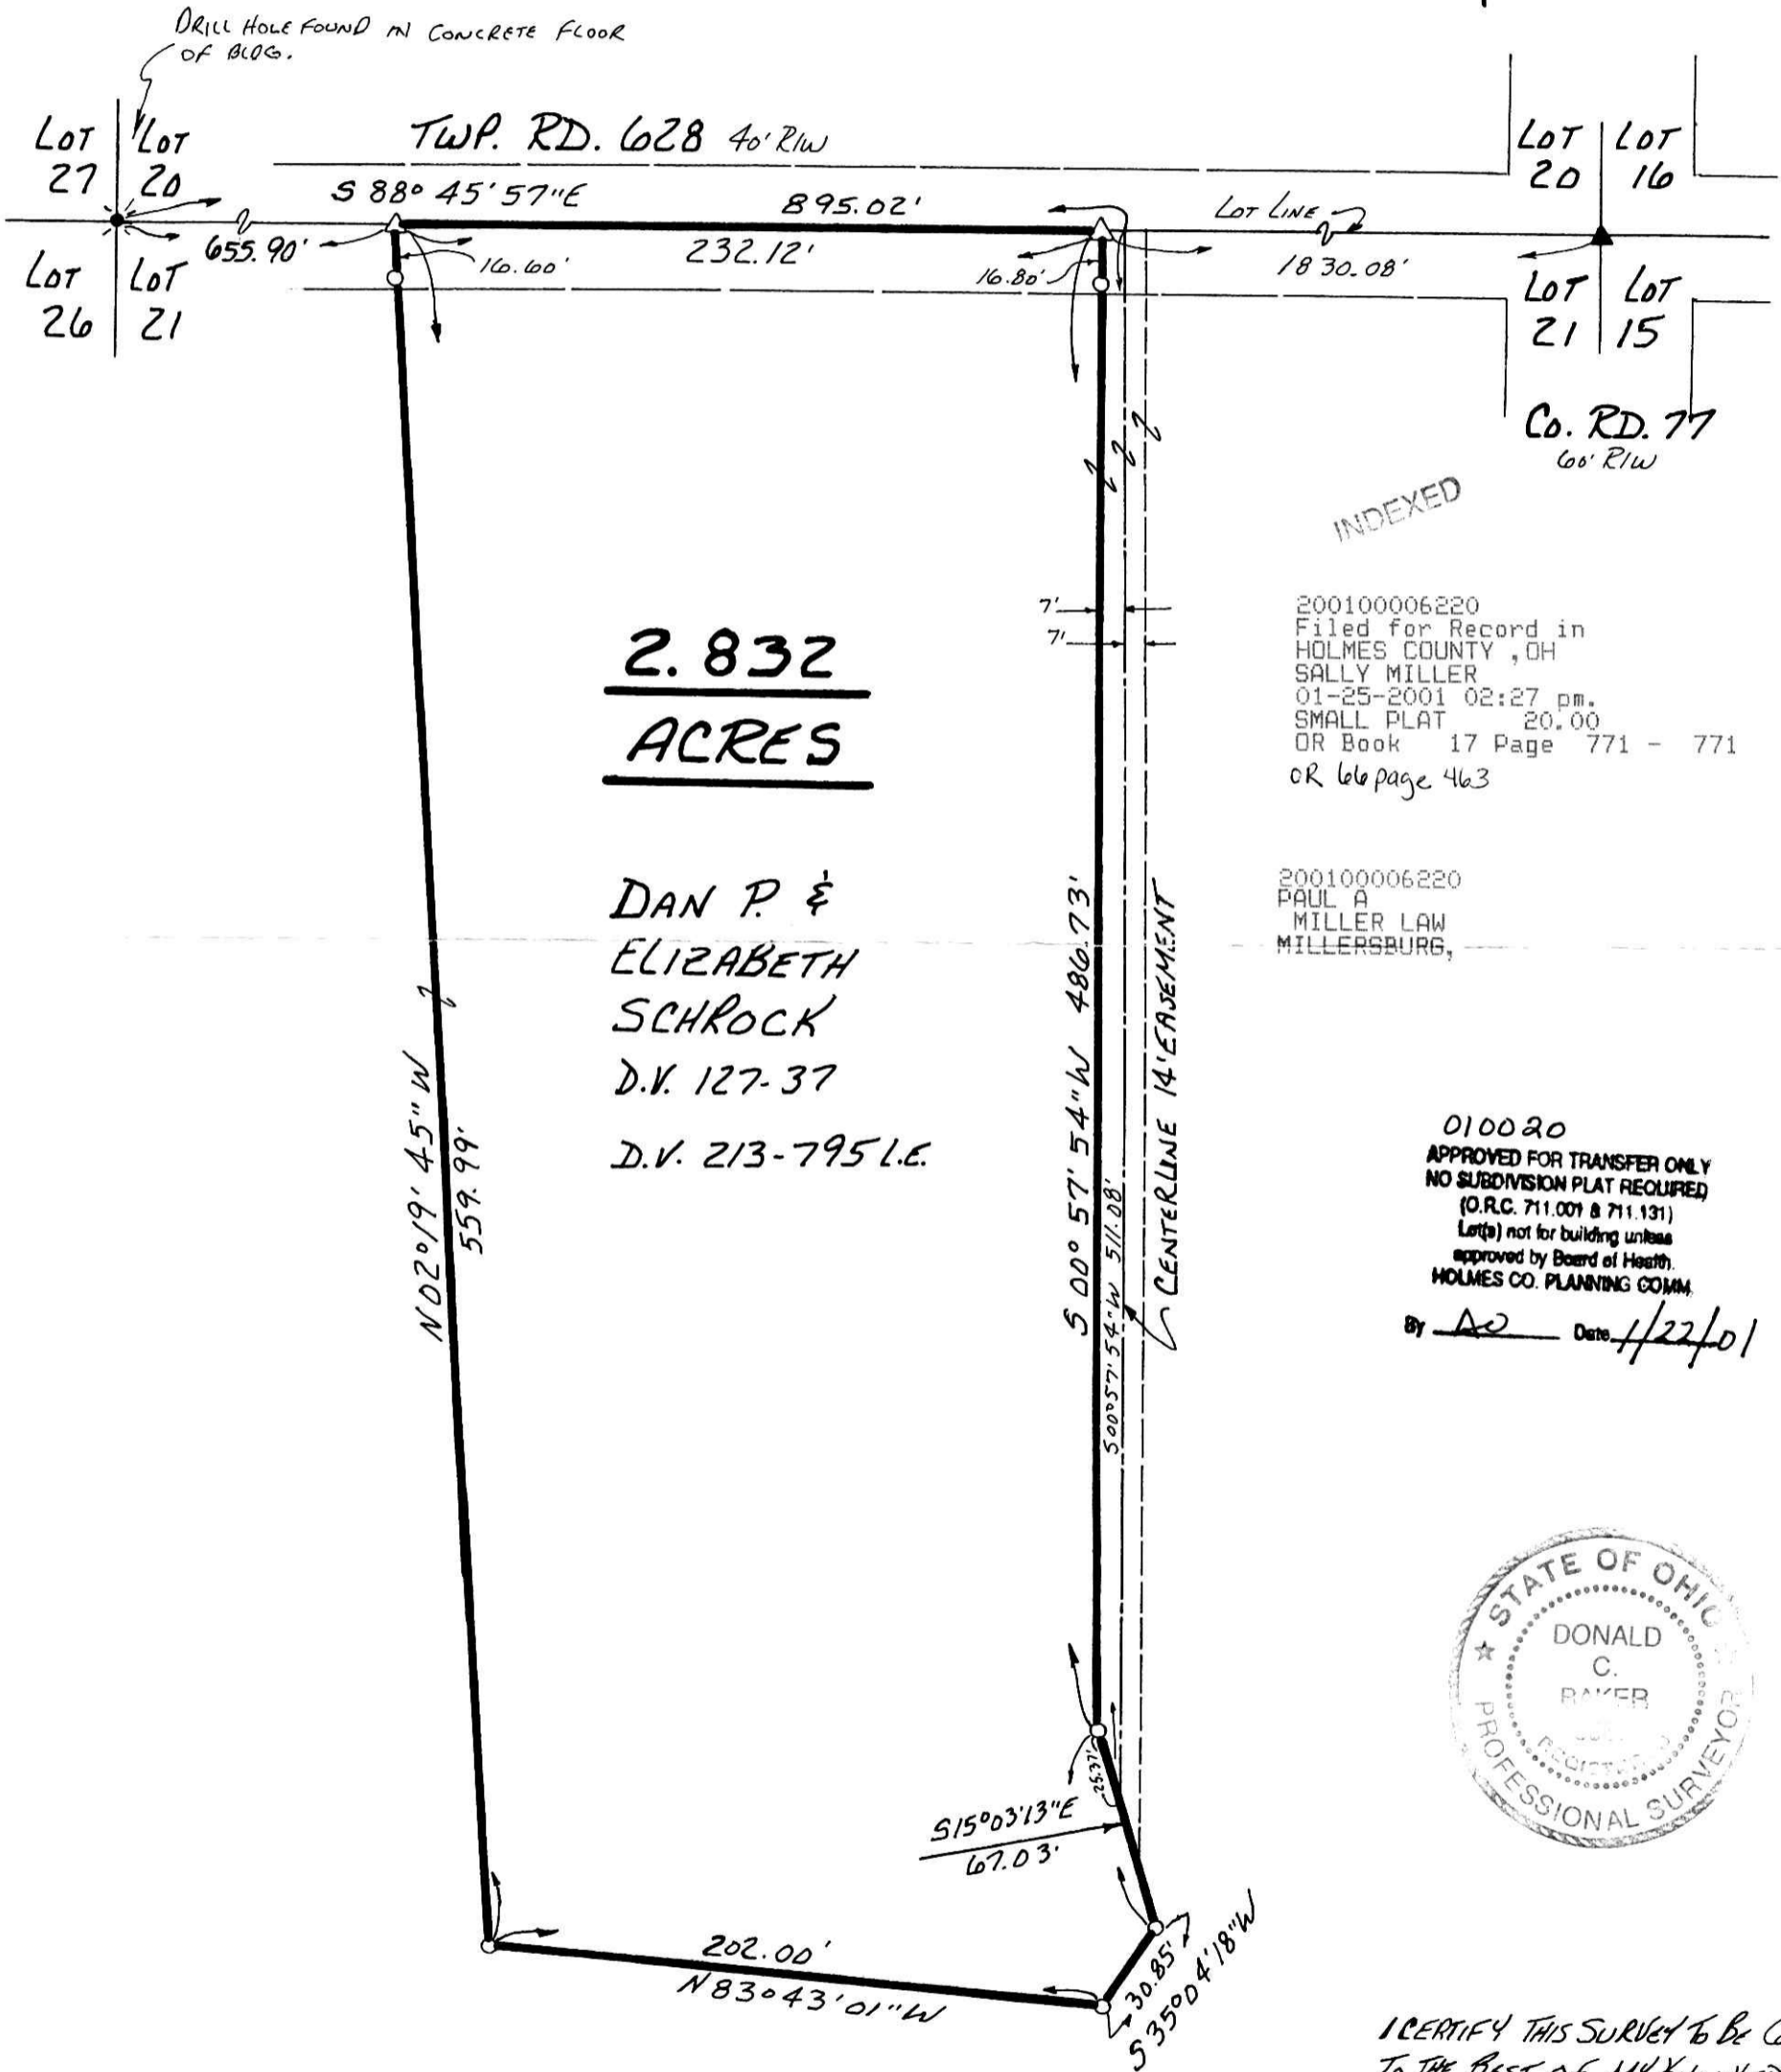 DRILL HOLE FOUND IN CONCRETE FLOOR
OF BLDG.
LOT 27
LOT 20
TWP. RD. 628 40' R/W
LOT 20
LOT 16
S 88° 45' 57" E
895.02'
LOT LINE
655.90'
16.60'
232.12'
16.80'
1830.08'
LOT 26
LOT 21
LOT 21
LOT 15
CO. RD. 77
60' R/W
INDEXED
200100006220
Filed for Record in
HOLMES COUNTY , OH
SALLY MILLER
01-25-2001 02:27 pm.
SMALL PLAT 20.00
OR Book 17 Page 771 - 771
OR 66 page 463
7'
7'
2.832
ACRES
200100006220
PAUL A
MILLER LAW
MILLERSBURG,
DAN P. &
ELIZABETH
SCHROCK
D.V. 127-37
D.V. 213-795 L.E.
N 02° 19' 45" W
559.99'
S 00° 57' 54" W 486.73'
S 00° 57' 54" W 511.08'
CENTERLINE 14' EASEMENT
010020
APPROVED FOR TRANSFER ONLY
NO SUBDIVISION PLAT REQUIRED
(O.R.C. 711.001 & 711.131)
Lot(s) not for building unless
approved by Board of Health.
HOLMES CO. PLANNING COMM.
By Date 1/22/01
STATE OF OHIO
DONALD
C.
BAKER
PROFESSIONAL SURVEYOR
25.37'
S 15° 03' 13" E
67.03'
30.85'
S 35° 04' 18" W
202.00'
N 83° 43' 01" W
I CERTIFY THIS SURVEY TO BE
TO THE BEST OF MY